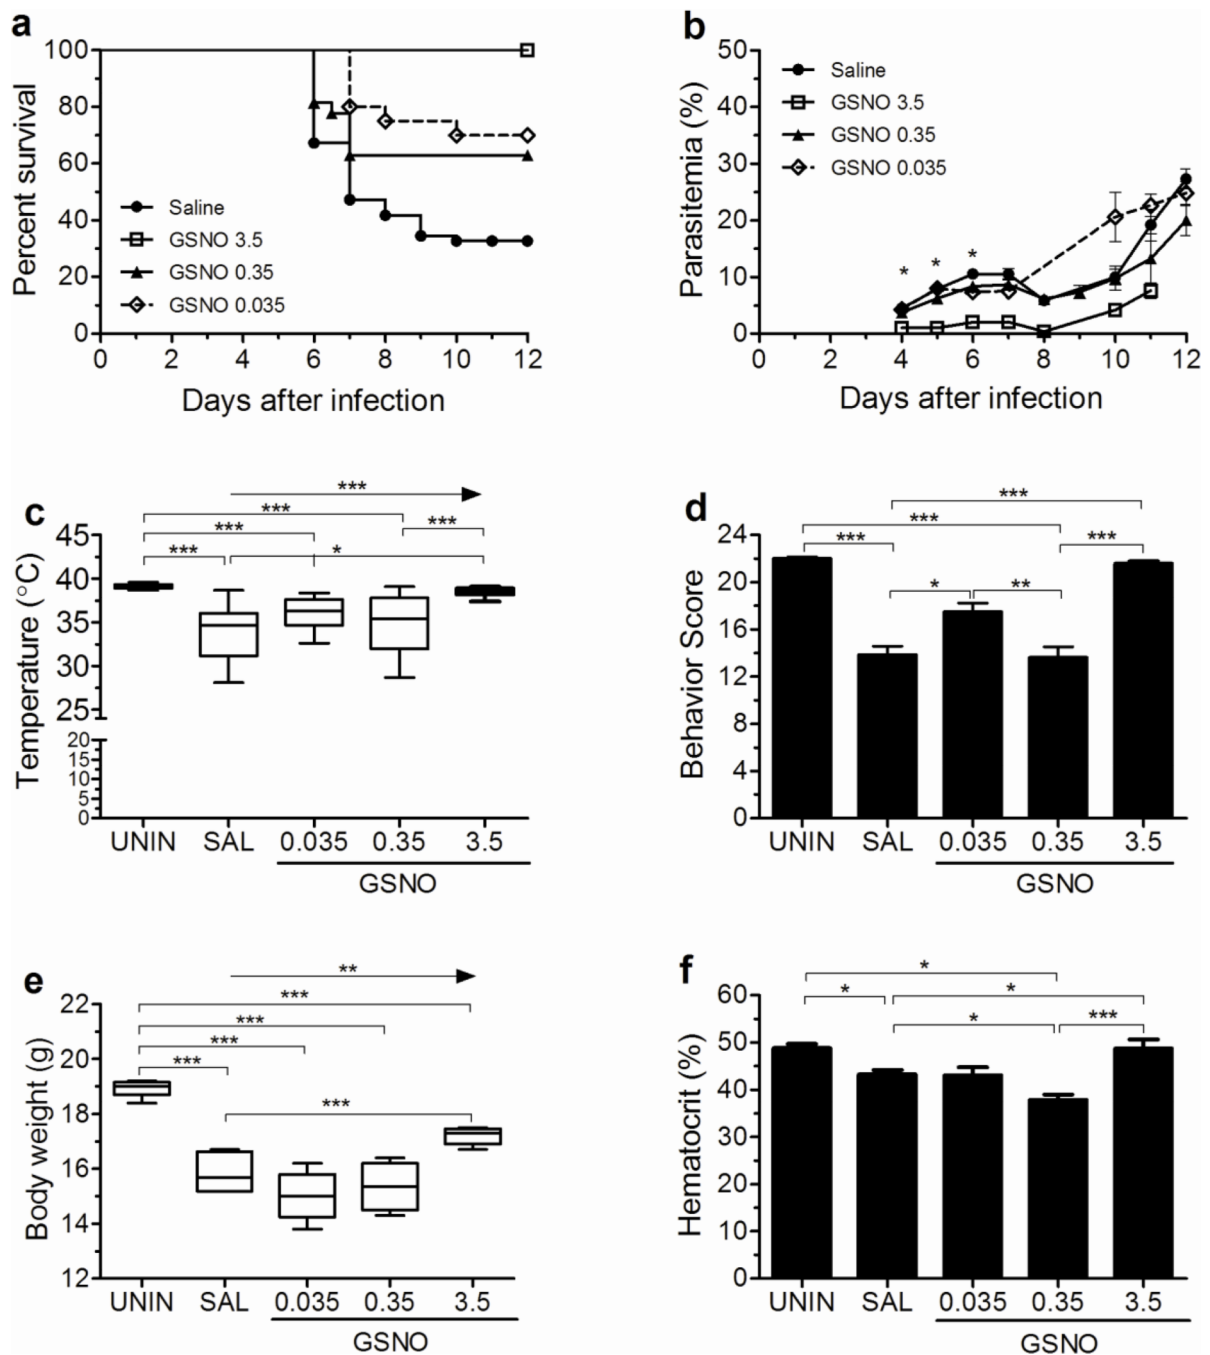 a
100
80
60
40
20
0
Percent survival
Saline
GSNO 3.5
GSNO 0.35
GSNO 0.035
0 2 4 6 8 10 12
Days after infection
b
50
40
30
20
10
0
Parasitemia (%)
Saline
GSNO 3.5
GSNO 0.35
GSNO 0.035
* * *
0 2 4 6 8 10 12
Days after infection
c
***
***
***
***
***
*
45
40
35
30
25
20
15
10
5
0
Temperature (°C)
UNIN SAL 0.035 0.35 3.5
GSNO
d
***
***
***
***
*
**
24
20
16
12
8
4
0
Behavior Score
UNIN SAL 0.035 0.35 3.5
GSNO
e
**
***
***
***
***
***
22
20
18
16
14
12
Body weight (g)
UNIN SAL 0.035 0.35 3.5
GSNO
f
*
*
*
*
***
60
50
40
30
20
10
0
Hematocrit (%)
UNIN SAL 0.035 0.35 3.5
GSNO